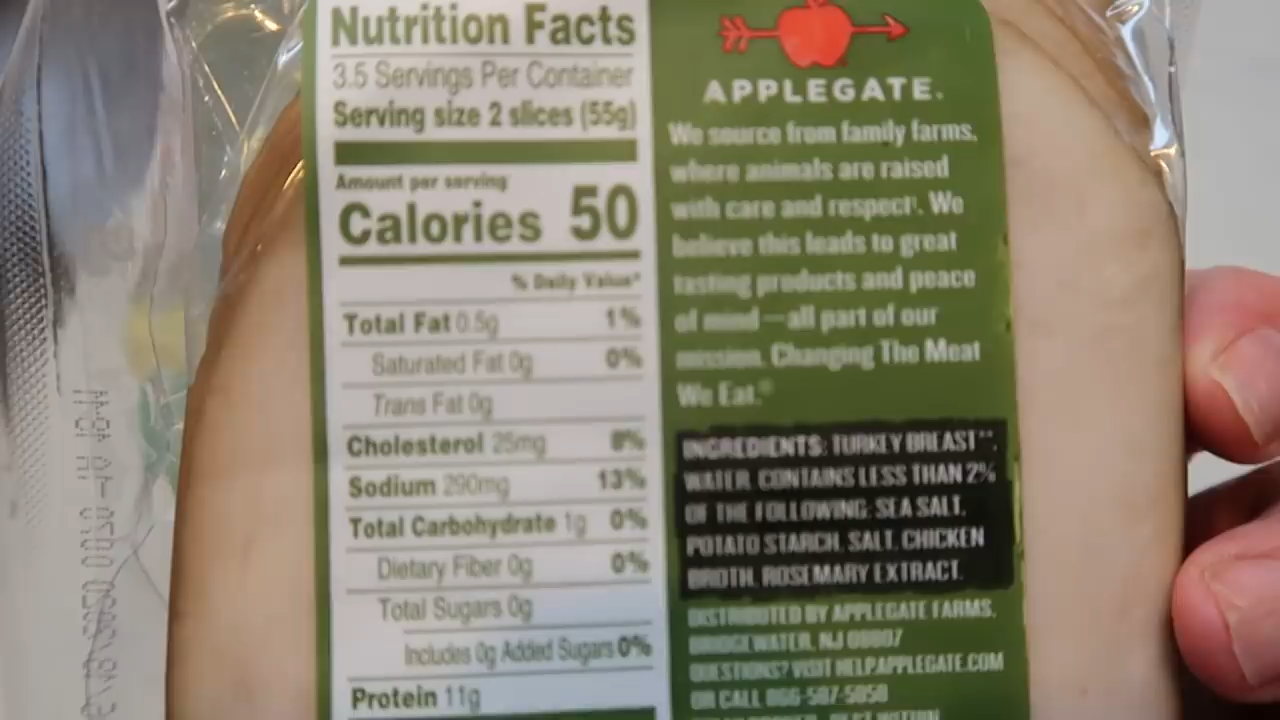 Nutrition Facts
3.5 Servings Per Container
Serving size 2 slices (55g)
Amount per serving
Calories 50
% Daily Value*
Total Fat 0.5g 1%
Saturated Fat 0g 0%
Trans Fat 0g
Cholesterol 25mg 8%
Sodium 290mg 13%
Total Carbohydrate 1g 0%
Dietary Fiber 0g 0%
Total Sugars 0g
Includes 0g Added Sugars 0%
Protein 11g
APPLEGATE.
We source from family farms,
where animals are raised
with care and respect¹. We
believe this leads to great
tasting products and peace
of mind—all part of our
mission. Changing The Meat
We Eat.®
INGREDIENTS: TURKEY BREAST**,
WATER. CONTAINS LESS THAN 2%
OF THE FOLLOWING: SEA SALT,
POTATO STARCH, SALT, CHICKEN
BROTH, ROSEMARY EXTRACT.
DISTRIBUTED BY APPLEGATE FARMS,
BRIDGEWATER, NJ 08807
QUESTIONS? VISIT HELP.APPLEGATE.COM
OR CALL 866-587-5858